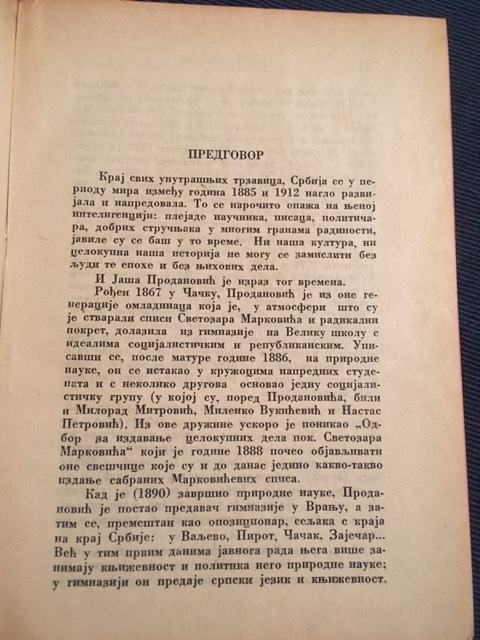 ПРЕДГОВОР
Крај свих унутрашњих трзавица, Србија се у пе-
риоду мира између година 1885 и 1912 нагло разви-
јала и напредовала. То се нарочито опажа на њеној
интелигенцији: плејаде научника, писаца, политича-
ра, добрих стручњака у многим гранама радиности,
јавиле су се баш у то време. Ни наша култура, ни
целокупна наша историја не могу се замислити без
људи те епохе и без њихових дела.
И Јаша Продановић је израз тог времена.
Рођен 1867 у Чачку, Продановић је из оне ге-
нерације омладинаца која је, у атмосфери што су
је стварали списи Светозара Марковића и радикални
покрет, долазила из гимназије на Велику школу с
идеалима социјалистичким и републиканским. Упи-
савши се, после матуре године 1886, на природне
науке, он се истакао у кружоцима напредних студе-
ната и с неколико другова основао једну социјали-
стичку групу (у којој су, поред Продановића, били
и Милорад Митровић, Миленко Вукићевић и Настас
Петровић). Из ове дружине ускоро је поникао „Од-
бор за издавање целокупних дела пок. Светозара
Марковића“ који је године 1888 почео објављивати
оне свешчице које су и до данас једино какво-такво
издање сабраних Марковићевих списа.
Кад је (1890) завршио природне науке, Прода-
новић је постао предавач гимназије у Врању, а за-
тим се, премештан као опозиционар, сељака с краја
на крај Србије: у Ваљево, Пирот, Чачак, Зајечар...
Већ у тим првим данима јавнога рада њега више за-
нимају књижевност и политика него природне науке;
у гимназији он предаје српски језик и књижевност,